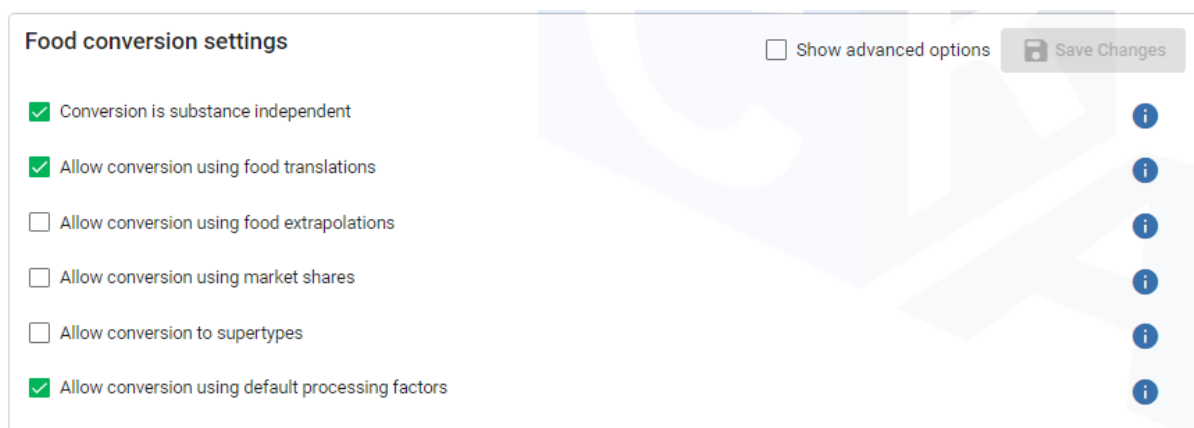 Food conversion settings
Show advanced options
Save Changes
Conversion is substance independent
Allow conversion using food translations
Allow conversion using food extrapolations
Allow conversion using market shares
Allow conversion to supertypes
Allow conversion using default processing factors